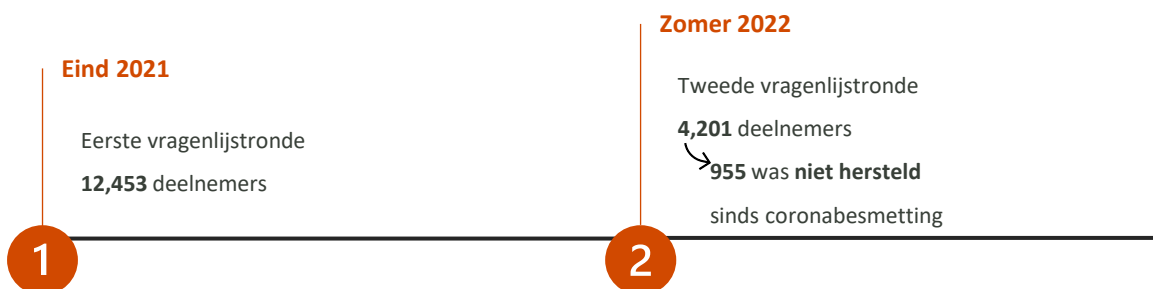 Eind 2021
Eerste vragenlijstronde
12,453 deelnemers
1
Zomer 2022
Tweede vragenlijstronde
4,201 deelnemers
955 was niet hersteld
sinds coronabesmetting
2